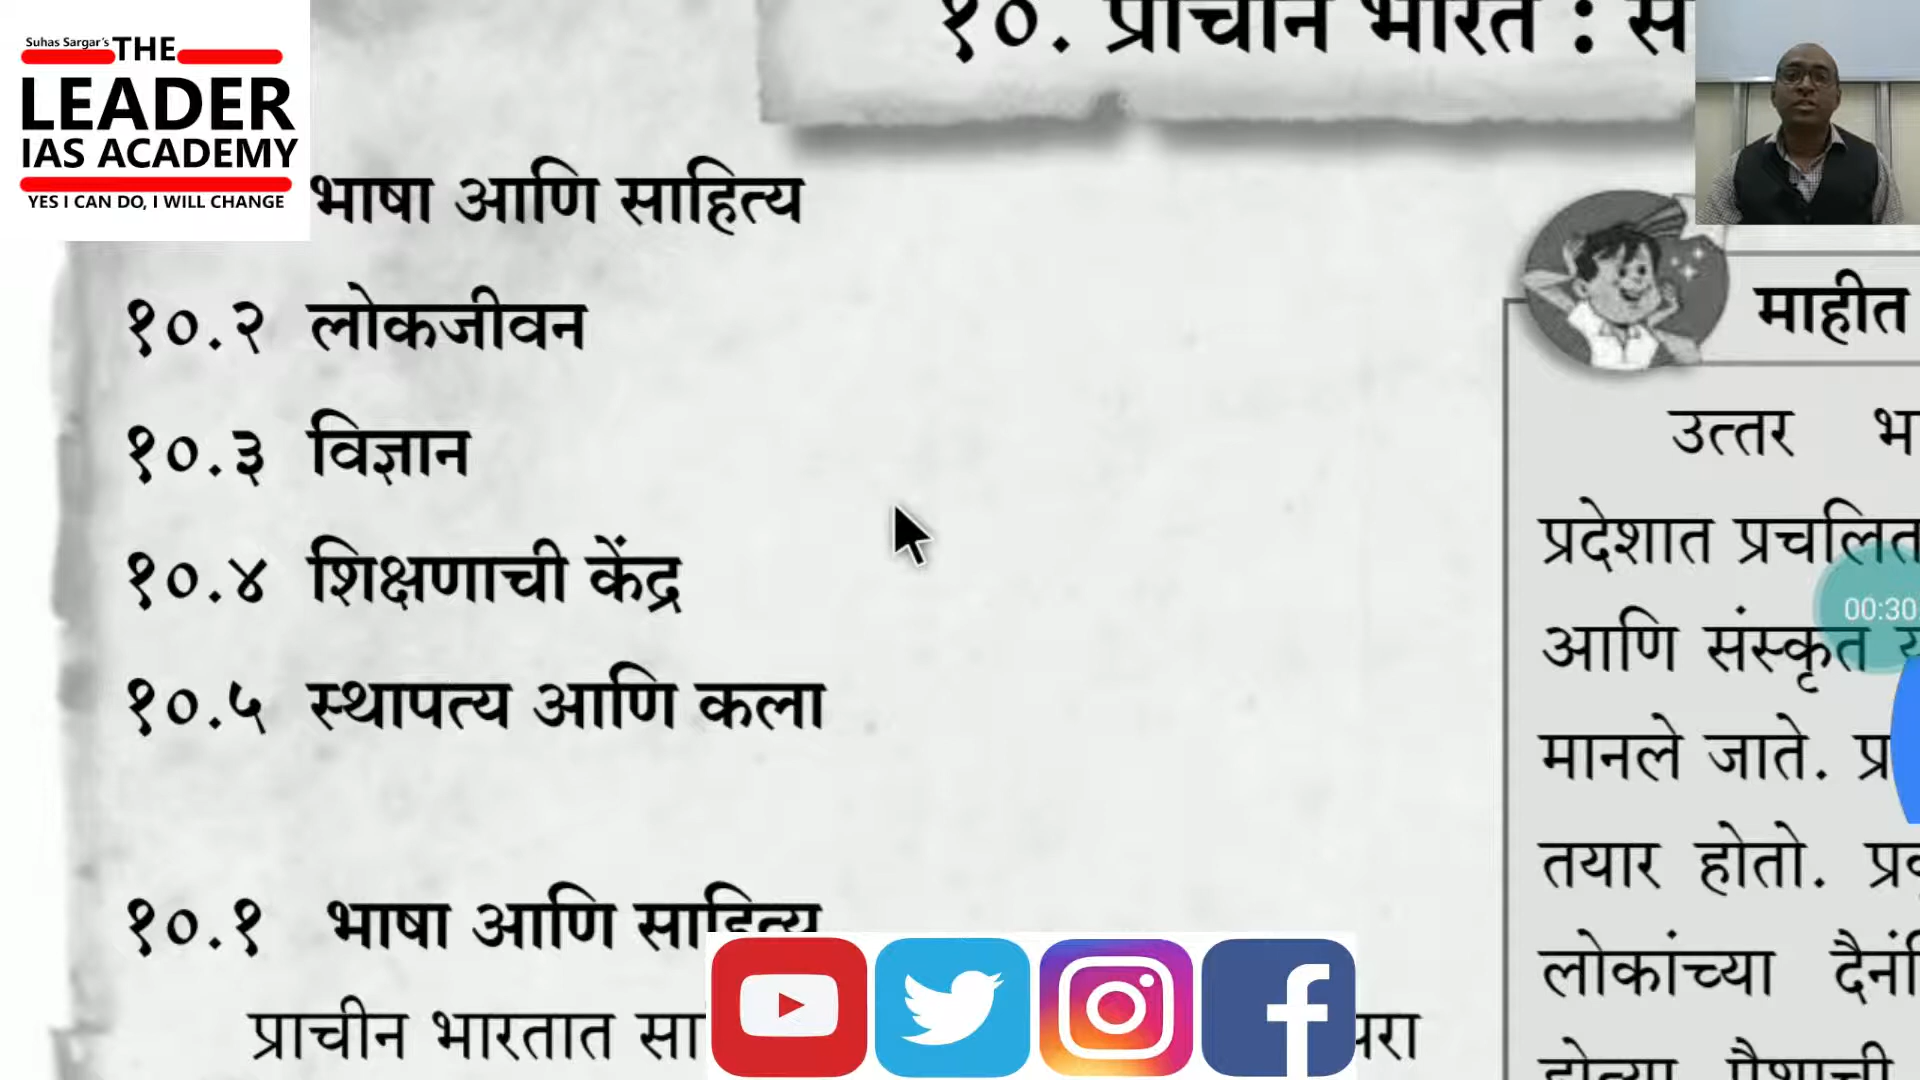 Suhas Sargar's THE
LEADER
IAS ACADEMY
YES I CAN DO, I WILL CHANGE
१०. प्राचीन भारत :
भाषा आणि साहित्य
१०.२ लोकजीवन
१०.३ विज्ञान
१०.४ शिक्षणाची केंद्र
१०.५ स्थापत्य आणि कला
१०.१ भाषा आणि साहित्य
प्राचीन भारतात
माहीत
उत्तर
प्रदेशात प्रचलित
आणि संस्कृत
मानले जाते.
तयार होतो.
लोकांच्या
होत्या
00:30